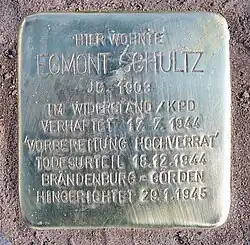 HIER WOHNTE
EGMONT SCHULTZ
JG. 1909
IM WIDERSTAND / KPD
VERHAFTET 17.7.1944
'VORBEREITUNG HOCHVERRAT'
TODESURTEIL 18.12.1944
BRANDENBURG - GÖRDEN
HINGERICHTET 29.1.1945